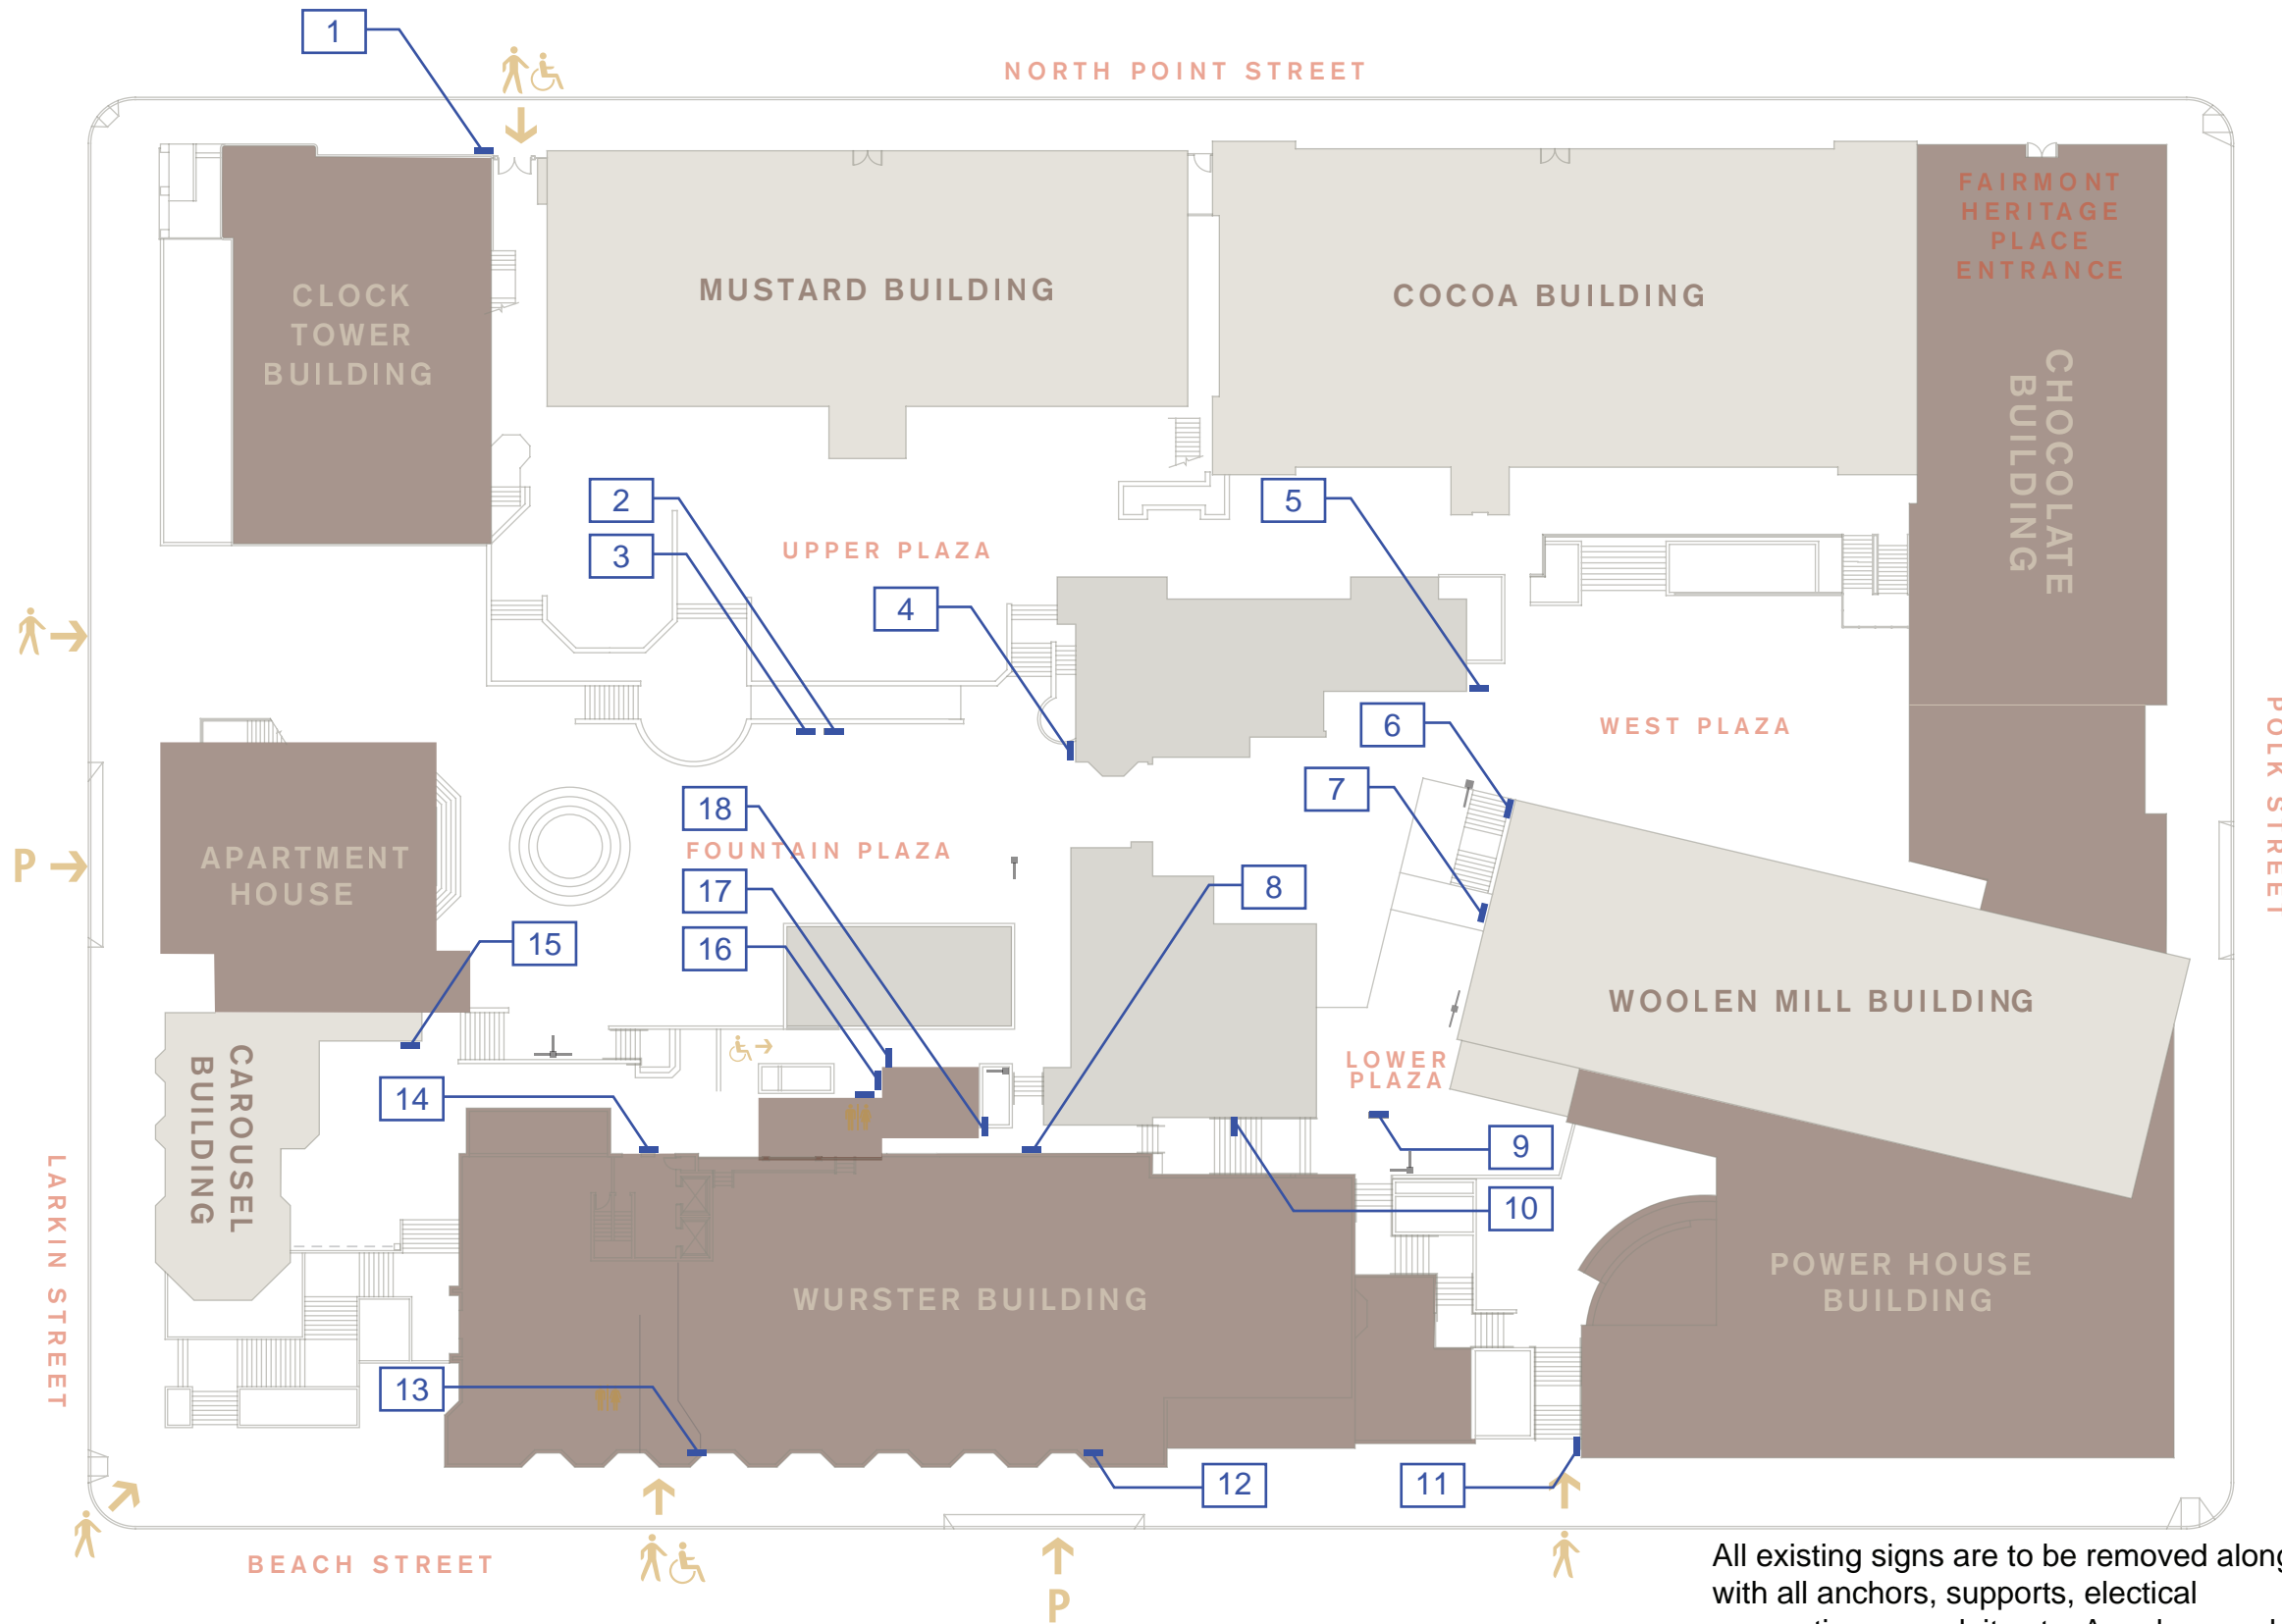 1
NORTH POINT STREET
FAIRMONT
HERITAGE
PLACE
ENTRANCE
CLOCK
TOWER
BUILDING
MUSTARD BUILDING
COCOA BUILDING
CHOCOLATE
BUILDING
2
3
UPPER PLAZA
5
4
6
WEST PLAZA
7
POLK STREET
18
FOUNTAIN PLAZA
P
APARTMENT
HOUSE
17
8
15
16
WOOLEN MILL BUILDING
CAROUSEL
BUILDING
LOWER
PLAZA
14
9
10
LARKIN STREET
WURSTER BUILDING
POWER HOUSE
BUILDING
13
12
11
BEACH STREET
P
All existing signs are to be removed along
with all anchors, supports, electical